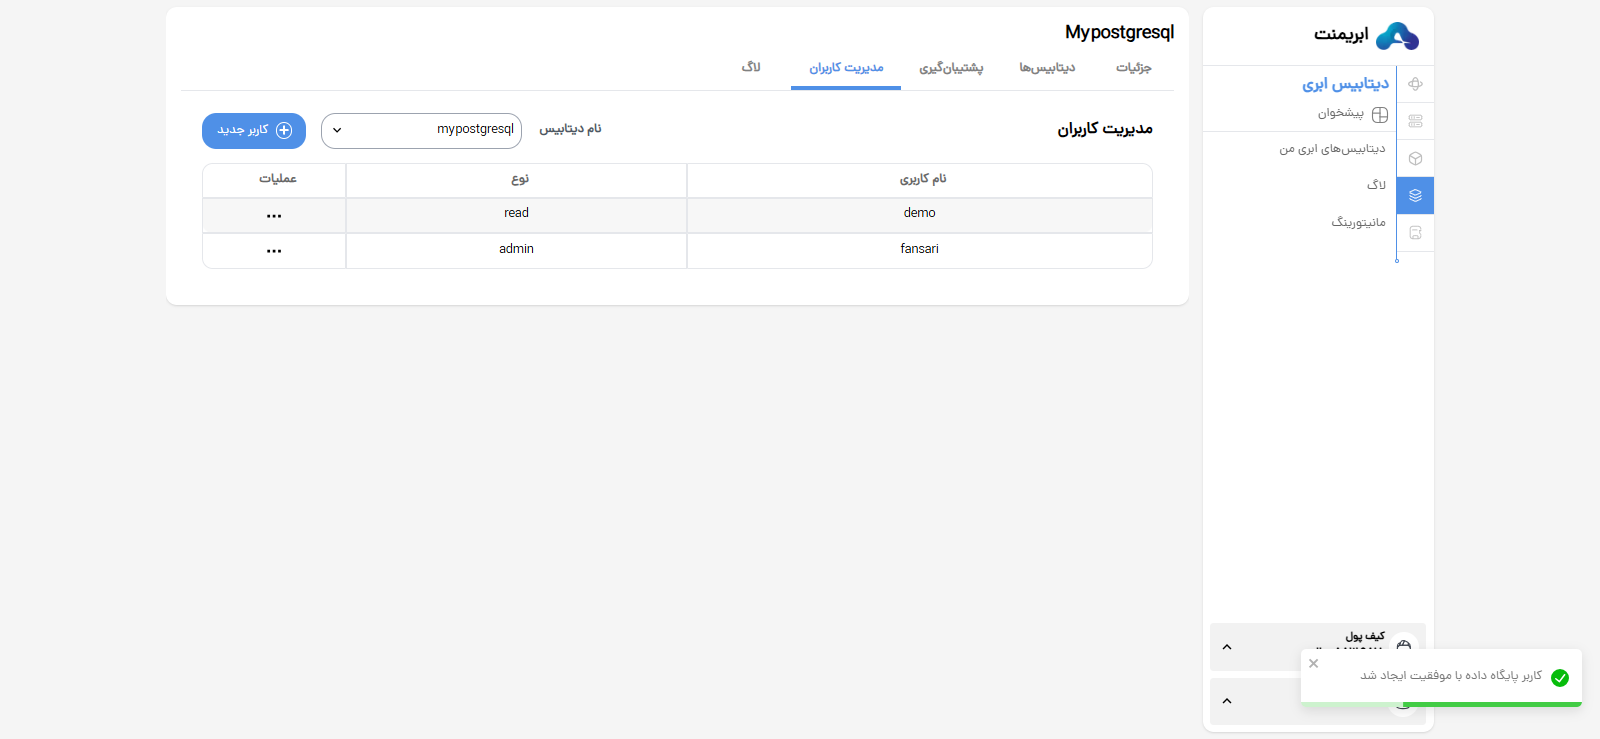 ابریمنت
دیتابیس ابری
پیشخوان
دیتابیس‌های ابری من
لاگ
مانیتورینگ
Mypostgresql
جزئیات
دیتابیس‌ها
پشتیبان‌گیری
مدیریت کاربران
لاگ
مدیریت کاربران
نام دیتابیس
mypostgresql
کاربر جدید
نام کاربری
نوع
عملیات
demo
read
fansari
admin
کیف پول
کاربر پایگاه داده با موفقیت ایجاد شد